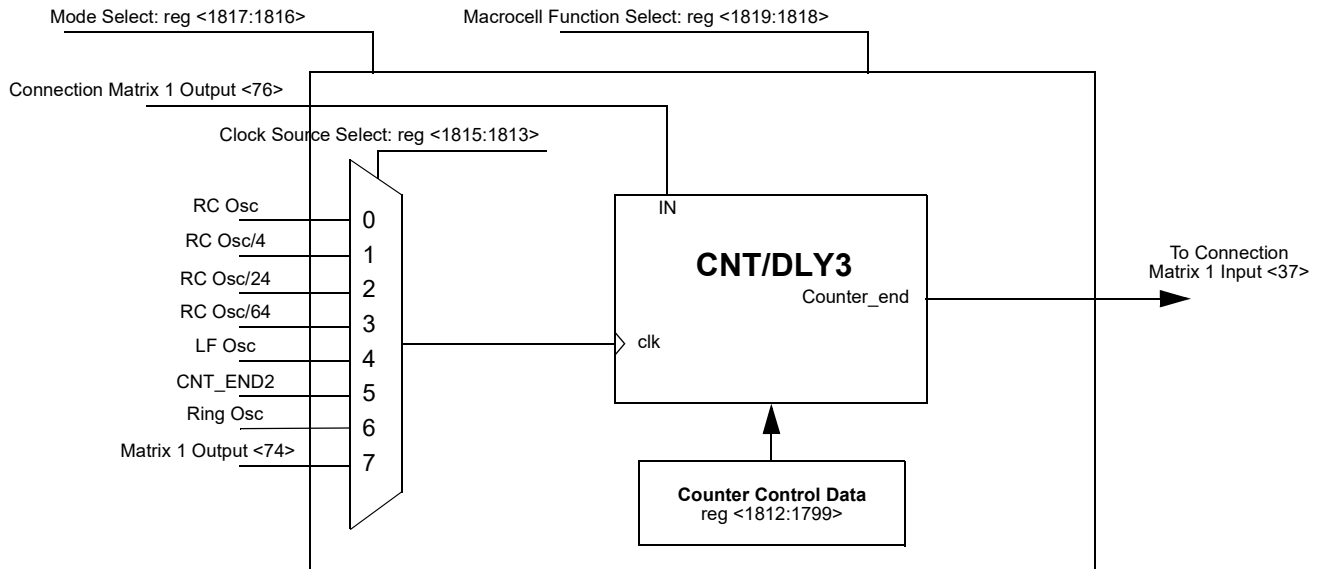 Mode Select: reg <1817:1816>
Macrocell Function Select: reg <1819:1818>
Connection Matrix 1 Output <76>
Clock Source Select: reg <1815:1813>
RC Osc
0
RC Osc/4
1
RC Osc/24
2
RC Osc/64
3
LF Osc
4
CNT_END2
5
Ring Osc
6
Matrix 1 Output <74>
7
IN
CNT/DLY3
Counter_end
clk
To Connection
Matrix 1 Input <37>
Counter Control Data
reg <1812:1799>